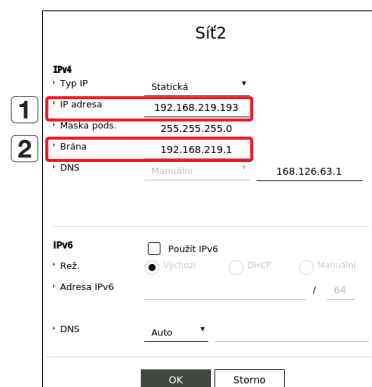 Síť2
IPv4
Typ IP Statická
1 IP adresa 192.168.219.193
Maska pods. 255.255.255.0
2 Brána 192.168.219.1
DNS Manuální 168.126.63.1
IPv6
Použít IPv6
Rež. Výchozí DHCP Manuální
Adresa IPv6 / 64
DNS Auto
OK Storno